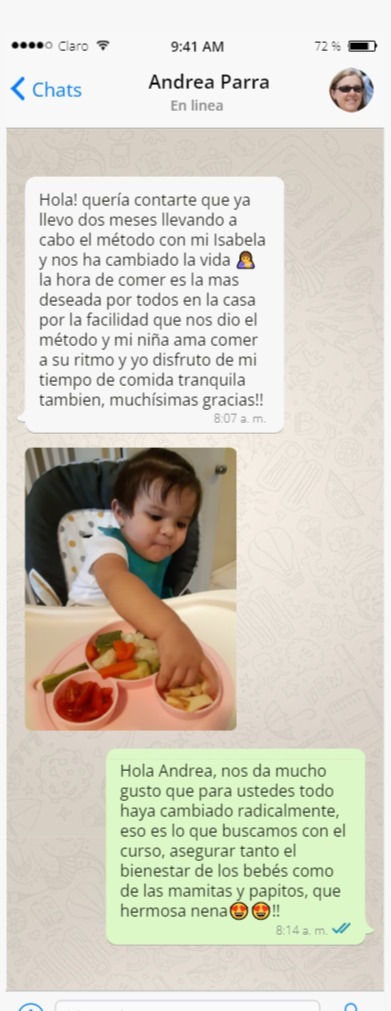 Claro 9:41 AM 72 %
Chats Andrea Parra
En linea
Hola! quería contarte que ya
llevo dos meses llevando a
cabo el método con mi Isabela
y nos ha cambiado la vida 🤱
la hora de comer es la mas
deseada por todos en la casa
por la facilidad que nos dio el
método y mi niña ama comer
a su ritmo y yo disfruto de mi
tiempo de comida tranquila
tambien, muchísimas gracias!!
8:07 a. m.
Hola Andrea, nos da mucho
gusto que para ustedes todo
haya cambiado radicalmente,
eso es lo que buscamos con el
curso, asegurar tanto el
bienestar de los bebés como
de las mamitas y papitos, que
hermosa nena😍😍!!
8:14 a. m.